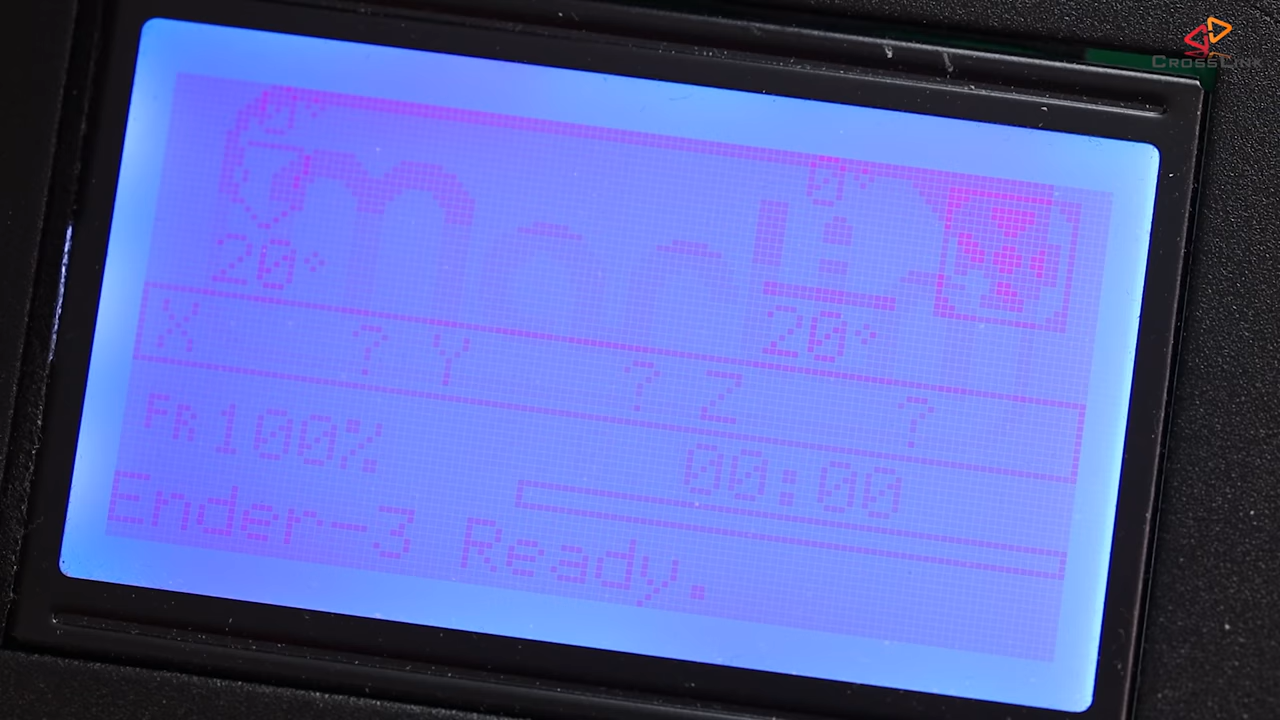 CROSSLINK
0° 0°
20° 20°
X ? Y ? Z ?
FR 100% 00:00
Ender-3 Ready.